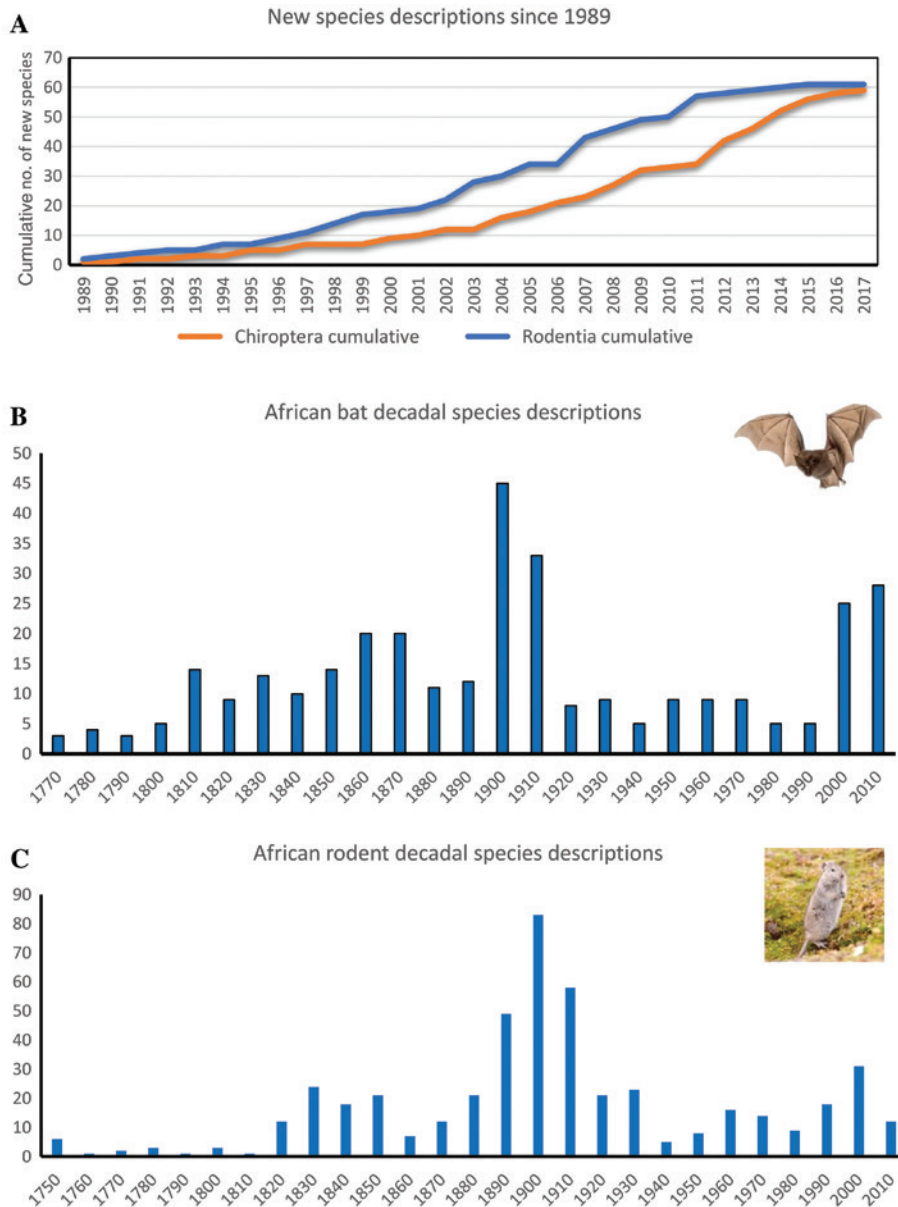 A
New species descriptions since 1989
Cumulative no. of new species
70
60
50
40
30
20
10
0
1989 1990 1991 1992 1993 1994 1995 1996 1997 1998 1999 2000 2001 2002 2003 2004 2005 2006 2007 2008 2009 2010 2011 2012 2013 2014 2015 2016 2017
Chiroptera cumulative Rodentia cumulative
B
African bat decadal species descriptions
50
45
40
35
30
25
20
15
10
5
0
1770 1780 1790 1800 1810 1820 1830 1840 1850 1860 1870 1880 1890 1900 1910 1920 1930 1940 1950 1960 1970 1980 1990 2000 2010
C
African rodent decadal species descriptions
90
80
70
60
50
40
30
20
10
0
1750 1760 1770 1780 1790 1800 1810 1820 1830 1840 1850 1860 1870 1880 1890 1900 1910 1920 1930 1940 1950 1960 1970 1980 1990 2000 2010